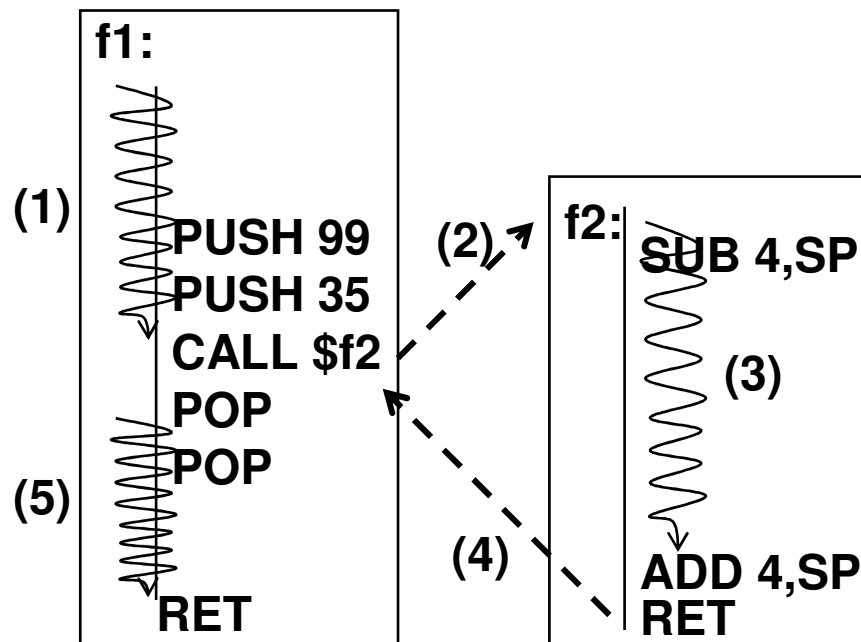 f1:
(1)
PUSH 99
PUSH 35
CALL $f2
POP
POP
(5)
RET
(2)
(4)
f2:
SUB 4,SP
(3)
ADD 4,SP
RET